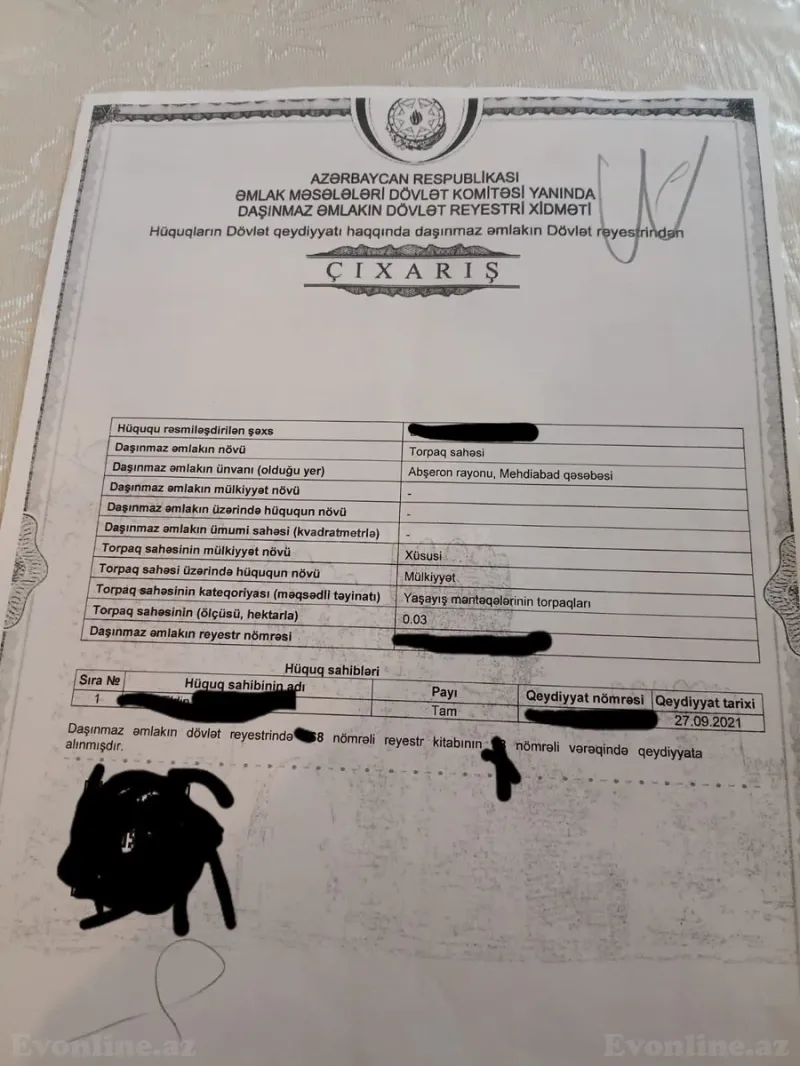 AZƏRBAYCAN RESPUBLİKASI
ƏMLAK MƏSƏLƏLƏRİ DÖVLƏT KOMİTƏSİ YANINDA
DAŞINMAZ ƏMLAKIN DÖVLƏT REYESTRİ XİDMƏTİ
Hüquqların Dövlət qeydiyyatı haqqında daşınmaz əmlakın Dövlət reyestrindən
ÇIXARIŞ
Hüququ rəsmiləşdirilən şəxs
Daşınmaz əmlakın növü Torpaq sahəsi
Daşınmaz əmlakın ünvanı (olduğu yer) Abşeron rayonu, Mehdiabad qəsəbəsi
Daşınmaz əmlakın mülkiyyət növü -
Daşınmaz əmlakın üzərində hüququn növü -
Daşınmaz əmlakın ümumi sahəsi (kvadratmetrlə) -
Torpaq sahəsinin mülkiyyət növü Xüsusi
Torpaq sahəsi üzərində hüququn növü Mülkiyyət
Torpaq sahəsinin kateqoriyası (məqsədli təyinatı) Yaşayış məntəqələrinin torpaqları
Torpaq sahəsinin (ölçüsü, hektarla) 0.03
Daşınmaz əmlakın reyestr nömrəsi
Hüquq sahibləri
Sıra № Hüquq sahibinin adı Payı Qeydiyyat nömrəsi Qeydiyyat tarixi
1 Tam 27.09.2021
Daşınmaz əmlakın dövlət reyestrində 8 nömrəli reyestr kitabının nömrəli vərəqində qeydiyyata
alınmışdır.
Evonline.az Evonline.az